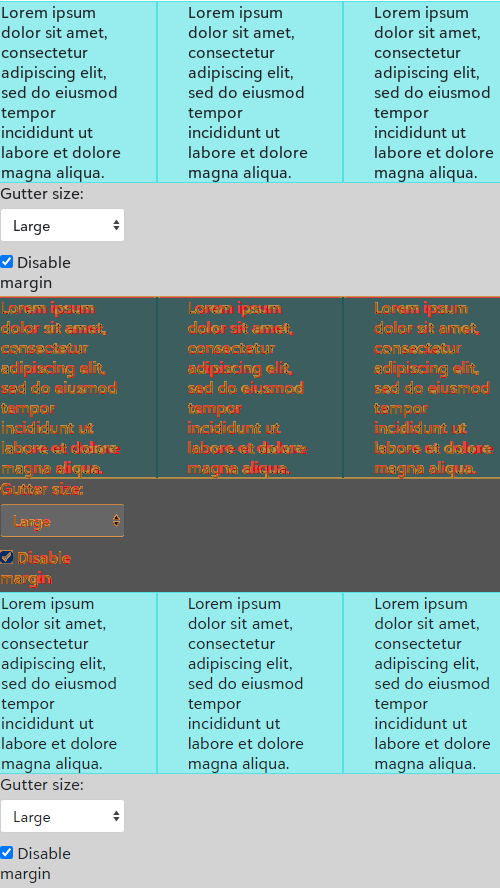 Lorem ipsum
dolor sit amet,
consectetur
adipiscing elit,
sed do eiusmod
tempor
incididunt ut
labore et dolore
magna aliqua.
Lorem ipsum
dolor sit amet,
consectetur
adipiscing elit,
sed do eiusmod
tempor
incididunt ut
labore et dolore
magna aliqua.
Lorem ipsum
dolor sit amet,
consectetur
adipiscing elit,
sed do eiusmod
tempor
incididunt ut
labore et dolore
magna aliqua.
Gutter size:
Large
Disable
margin
Lorem ipsum
dolor sit amet,
consectetur
adipiscing elit,
sed do eiusmod
tempor
incididunt ut
labore et dolore
magna aliqua.
Lorem ipsum
dolor sit amet,
consectetur
adipiscing elit,
sed do eiusmod
tempor
incididunt ut
labore et dolore
magna aliqua.
Lorem ipsum
dolor sit amet,
consectetur
adipiscing elit,
sed do eiusmod
tempor
incididunt ut
labore et dolore
magna aliqua.
Gutter size:
Large
Disable
margin
Lorem ipsum
dolor sit amet,
consectetur
adipiscing elit,
sed do eiusmod
tempor
incididunt ut
labore et dolore
magna aliqua.
Lorem ipsum
dolor sit amet,
consectetur
adipiscing elit,
sed do eiusmod
tempor
incididunt ut
labore et dolore
magna aliqua.
Lorem ipsum
dolor sit amet,
consectetur
adipiscing elit,
sed do eiusmod
tempor
incididunt ut
labore et dolore
magna aliqua.
Gutter size:
Large
Disable
margin